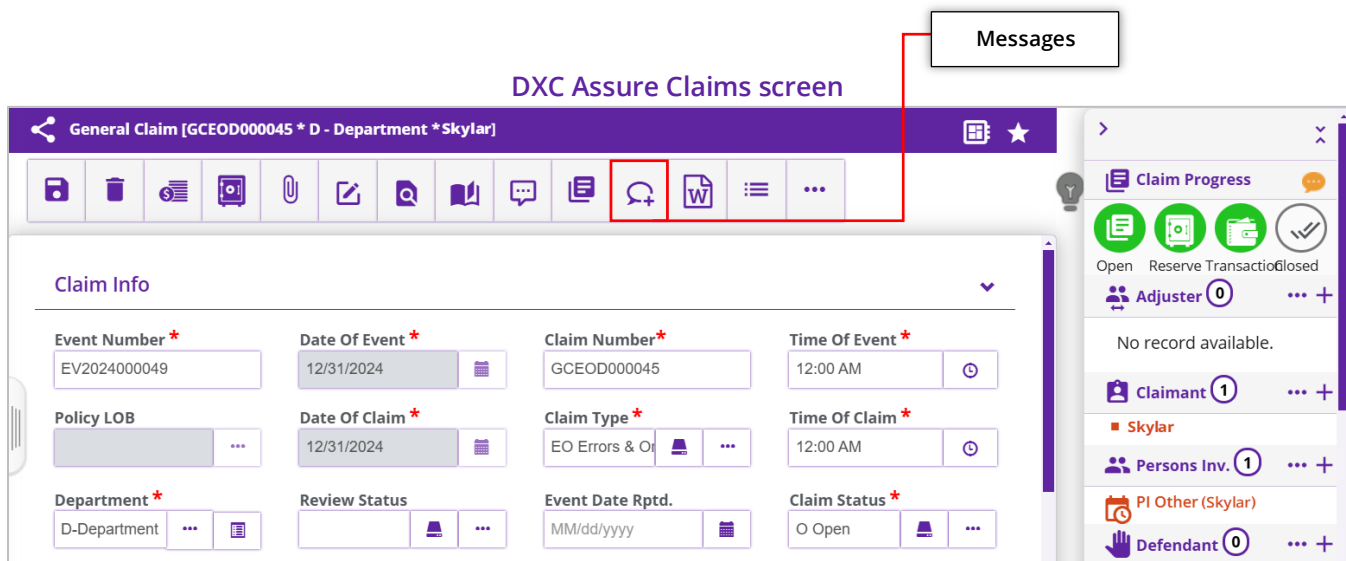 Messages
DXC Assure Claims screen
General Claim [GCEOD000045 * D - Department * Skylar]
W
Claim Progress
Open Reserve Transaction Closed
Adjuster 0
No record available.
Claimant 1
Skylar
Persons Inv. 1
PI Other (Skylar)
Defendant 0
Claim Info
Event Number * Date Of Event * Claim Number* Time Of Event *
EV2024000049 12/31/2024 GCEOD000045 12:00 AM
Policy LOB Date Of Claim * Claim Type * Time Of Claim *
12/31/2024 EO Errors & Or 12:00 AM
Department * Review Status Event Date Rptd. Claim Status *
D-Department MM/dd/yyyy O Open